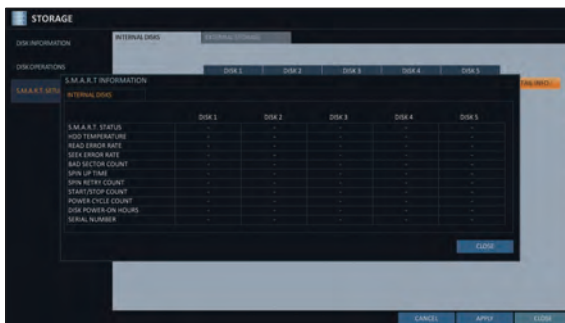 STORAGE
INTERNAL DISKS
INTERNAL STORAGE
DISK INFORMATION
DISK OPERATIONS
DISK 1 DISK 2 DISK 3 DISK 4 DISK 5
S.M.A.R.T INFORMATION
INTERNAL DISKS
DISK 1 DISK 2 DISK 3 DISK 4 DISK 5
S.M.A.R.T. STATUS - - - - -
HDD TEMPERATURE - - - - -
READ ERROR RATE - - - - -
SEEK ERROR RATE - - - - -
BAD SECTOR COUNT - - - - -
SPIN UP TIME - - - - -
SPIN RETRY COUNT - - - - -
START/STOP COUNT - - - - -
POWER CYCLE COUNT - - - - -
DISK POWER-ON HOURS - - - - -
SERIAL NUMBER - - - - -
CLOSE
CANCEL APPLY CLOSE